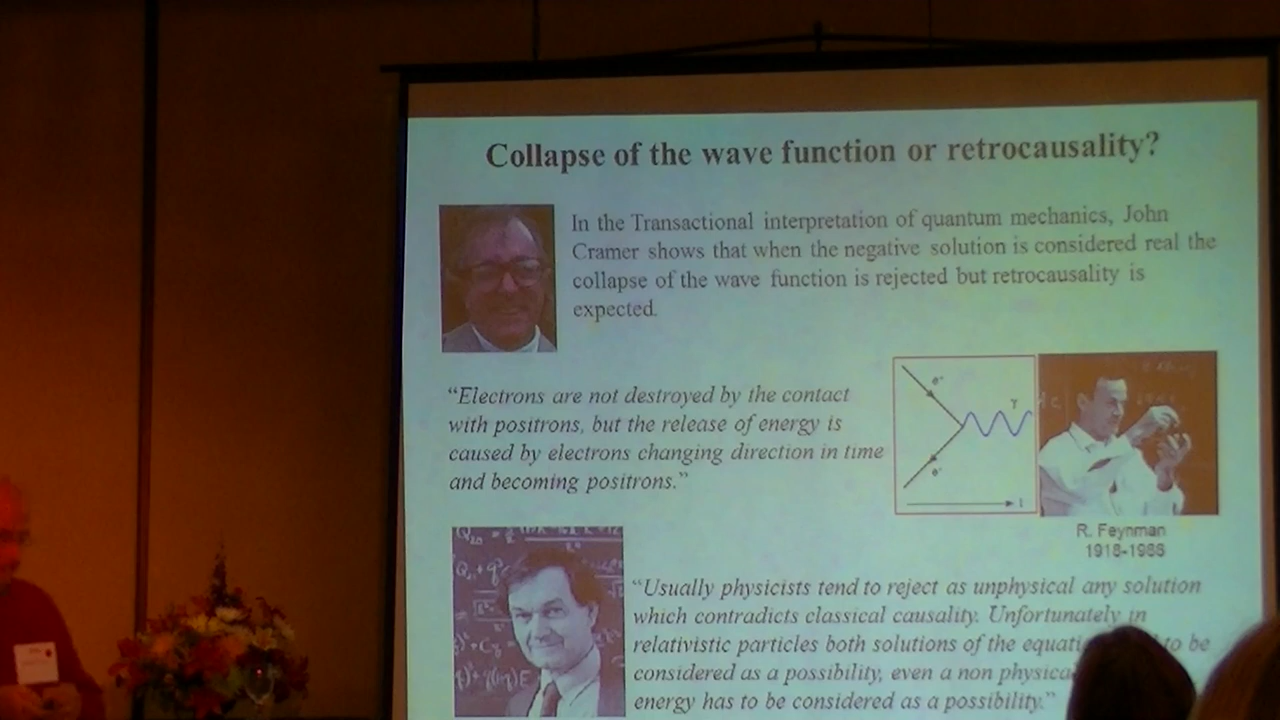 Collapse of the wave function or retrocausality?
In the Transactional interpretation of quantum mechanics, John
Cramer shows that when the negative solution is considered real the
collapse of the wave function is rejected but retrocausality is
expected.
“Electrons are not destroyed by the contact
with positrons, but the release of energy is
caused by electrons changing direction in time
and becoming positrons.”
R. Feynman
1918-1988
“Usually physicists tend to reject as unphysical any solution
which contradicts classical causality. Unfortunately in
relativistic particles both solutions of the to be
considered as a possibility, even a non
energy has to be considered as a possibility.”